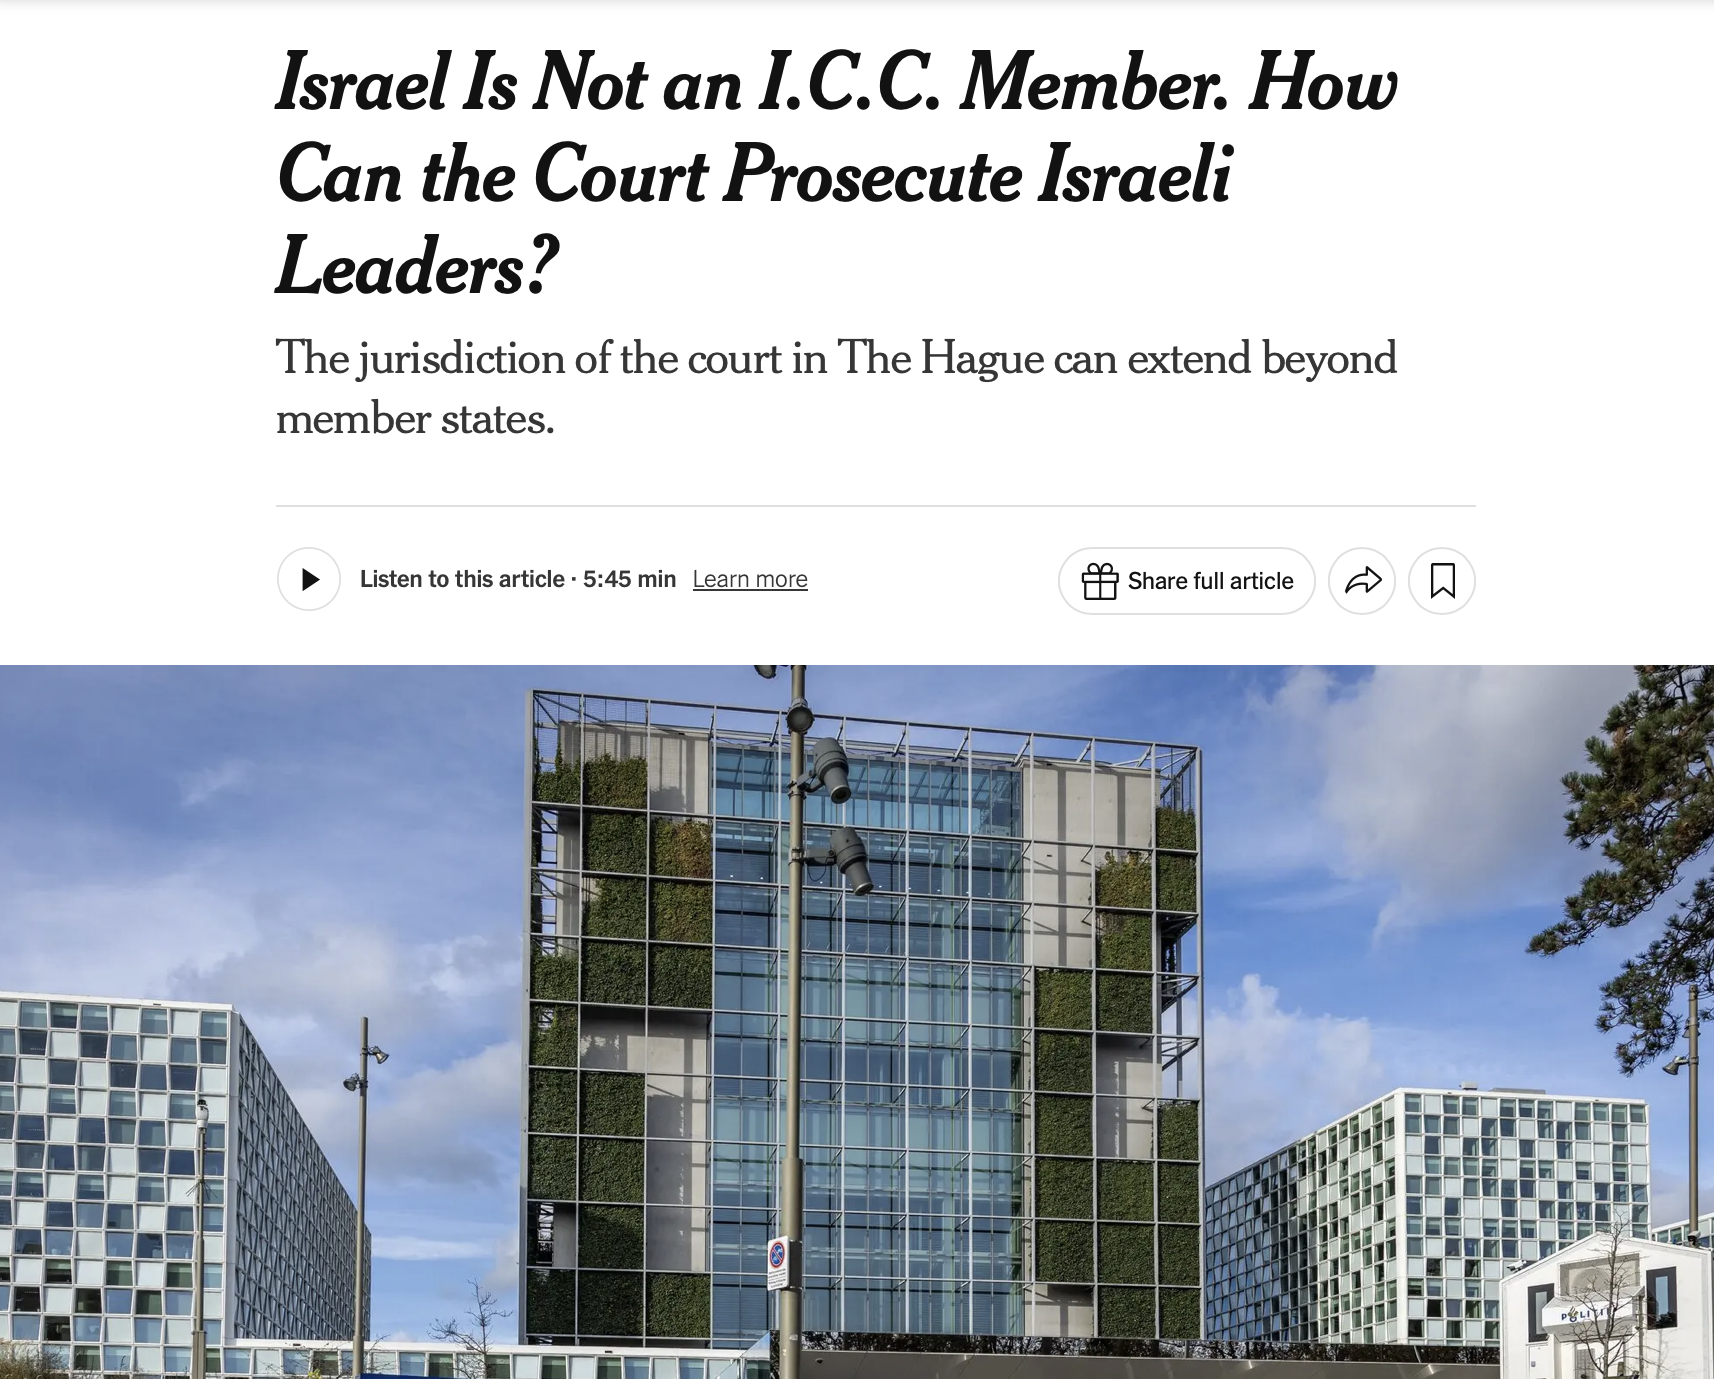 Israel Is Not an I.C.C. Member. How
Can the Court Prosecute Israeli
Leaders?
The jurisdiction of the court in The Hague can extend beyond
member states.
Listen to this article · 5:45 min Learn more
Share full article
POLITIE